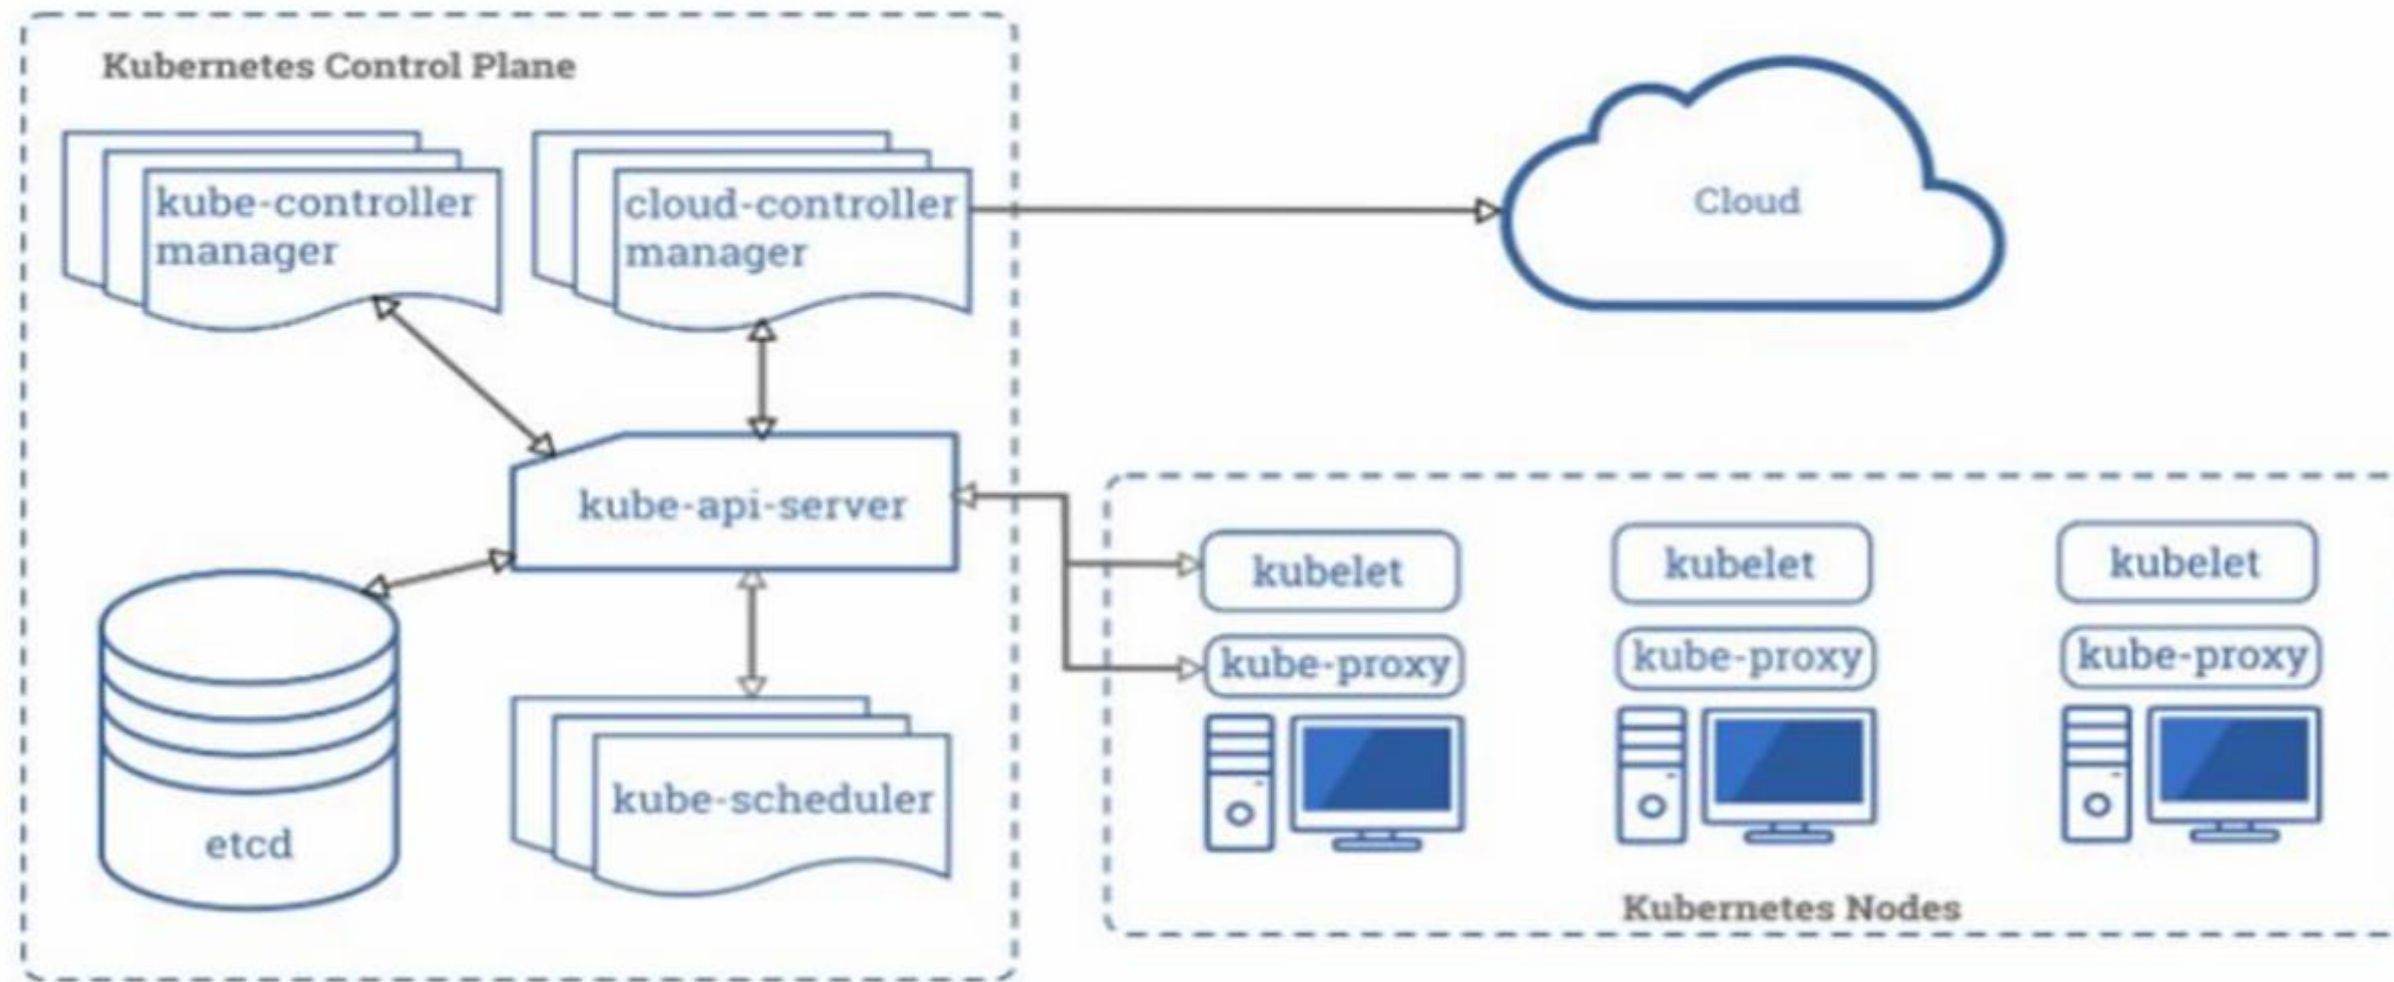 Kubernetes Control Plane
kube-controller
manager
cloud-controller
manager
Cloud
kube-api-server
etcd
kube-scheduler
kubelet
kubelet
kubelet
kube-proxy
kube-proxy
kube-proxy
Kubernetes Nodes